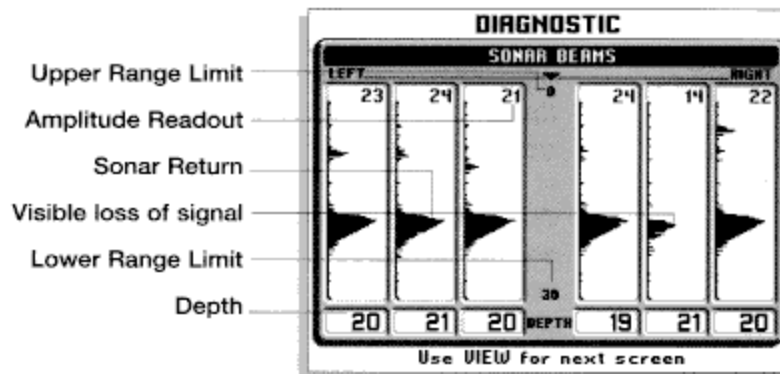 DIAGNOSTIC
SONAR BEAMS
LEFT RIGHT
Upper Range Limit
0
23 24 21 24 14 22
Amplitude Readout
Sonar Return
Visible loss of signal
Lower Range Limit
30
Depth
20 21 20 DEPTH 19 21 20
Use VIEW for next screen